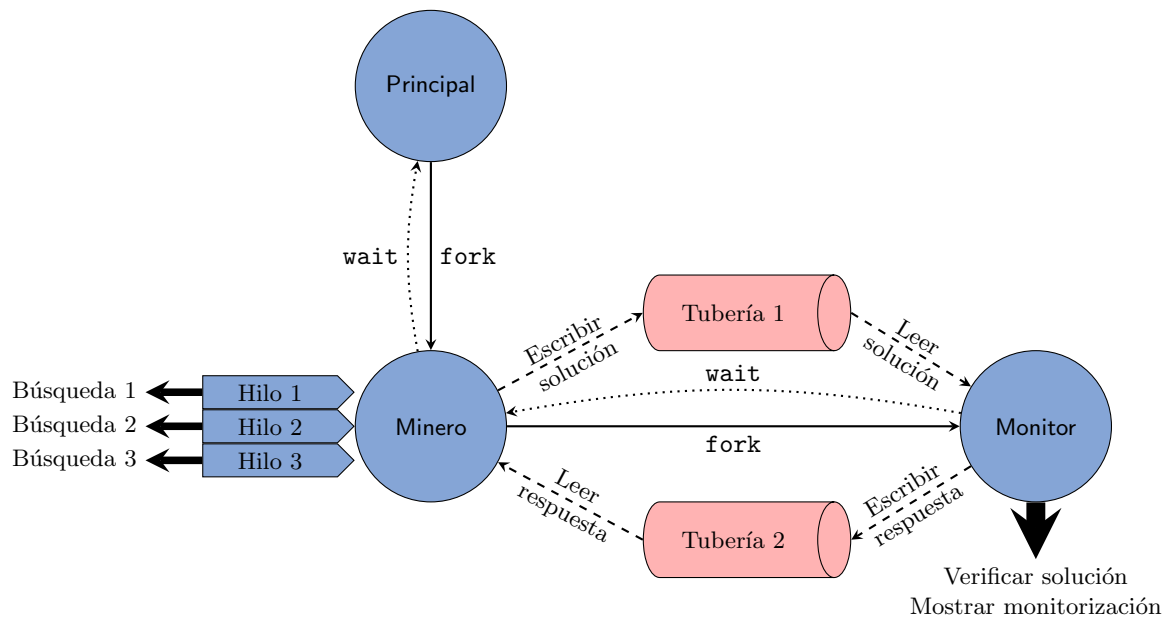 Principal
wait
fork
Tubería 1
Escribir
solución
Leer
solución
wait
Búsqueda 1
Hilo 1
Búsqueda 2
Hilo 2
Minero
Monitor
fork
Búsqueda 3
Hilo 3
Leer
respuesta
Escribir
respuesta
Tubería 2
Verificar solución
Mostrar monitorización